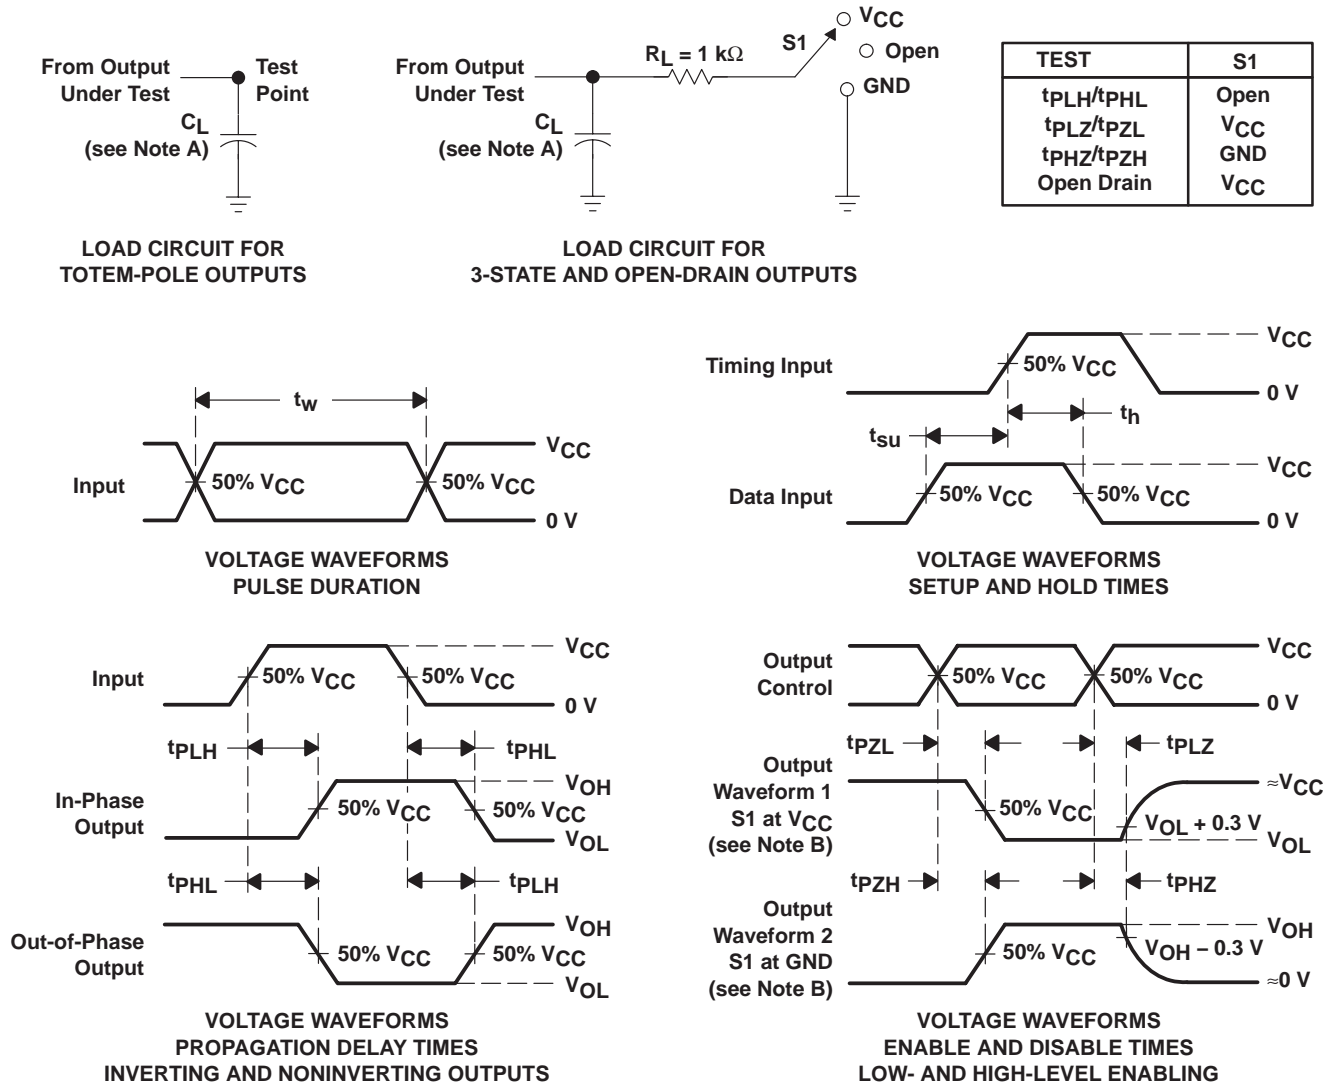 From Output
Under Test
Test
Point
CL
(see Note A)
LOAD CIRCUIT FOR
TOTEM-POLE OUTPUTS
From Output
Under Test
RL = 1 kΩ
S1
VCC
Open
GND
CL
(see Note A)
LOAD CIRCUIT FOR
3-STATE AND OPEN-DRAIN OUTPUTS
TEST S1
tPLH/tPHL Open
tPLZ/tPZL VCC
tPHZ/tPZH GND
Open Drain VCC
tw
Input
50% VCC
50% VCC
VCC
0 V
VOLTAGE WAVEFORMS
PULSE DURATION
Timing Input
50% VCC
VCC
0 V
tsu
th
Data Input
50% VCC
50% VCC
VCC
0 V
VOLTAGE WAVEFORMS
SETUP AND HOLD TIMES
Input
50% VCC
50% VCC
VCC
0 V
tPLH
tPHL
In-Phase
Output
50% VCC
50% VCC
VOH
VOL
tPHL
tPLH
Out-of-Phase
Output
50% VCC
50% VCC
VOH
VOL
VOLTAGE WAVEFORMS
PROPAGATION DELAY TIMES
INVERTING AND NONINVERTING OUTPUTS
Output
Control
50% VCC
50% VCC
VCC
0 V
tPZL
tPLZ
Output
Waveform 1
S1 at VCC
(see Note B)
50% VCC
≈VCC
VOL + 0.3 V
VOL
tPZH
tPHZ
Output
Waveform 2
S1 at GND
(see Note B)
50% VCC
VOH
VOH – 0.3 V
≈0 V
VOLTAGE WAVEFORMS
ENABLE AND DISABLE TIMES
LOW- AND HIGH-LEVEL ENABLING